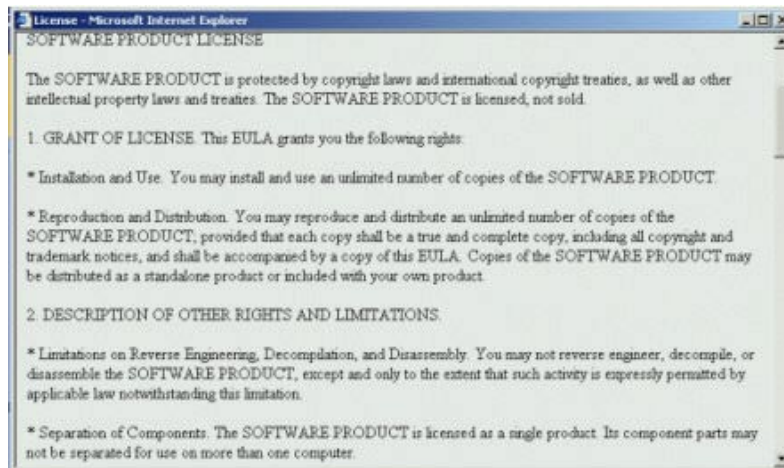 License - Microsoft Internet Explorer
SOFTWARE PRODUCT LICENSE
The SOFTWARE PRODUCT is protected by copyright laws and international copyright treaties, as well as other
intellectual property laws and treaties. The SOFTWARE PRODUCT is licensed, not sold.
1. GRANT OF LICENSE. This EULA grants you the following rights:
* Installation and Use. You may install and use an unlimited number of copies of the SOFTWARE PRODUCT.
* Reproduction and Distribution. You may reproduce and distribute an unlimited number of copies of the
SOFTWARE PRODUCT; provided that each copy shall be a true and complete copy, including all copyright and
trademark notices, and shall be accompanied by a copy of this EULA. Copies of the SOFTWARE PRODUCT may
be distributed as a standalone product or included with your own product.
2. DESCRIPTION OF OTHER RIGHTS AND LIMITATIONS.
* Limitations on Reverse Engineering, Decompilation, and Disassembly. You may not reverse engineer, decompile, or
disassemble the SOFTWARE PRODUCT, except and only to the extent that such activity is expressly permitted by
applicable law notwithstanding this limitation.
* Separation of Components. The SOFTWARE PRODUCT is licensed as a single product. Its component parts may
not be separated for use on more than one computer.